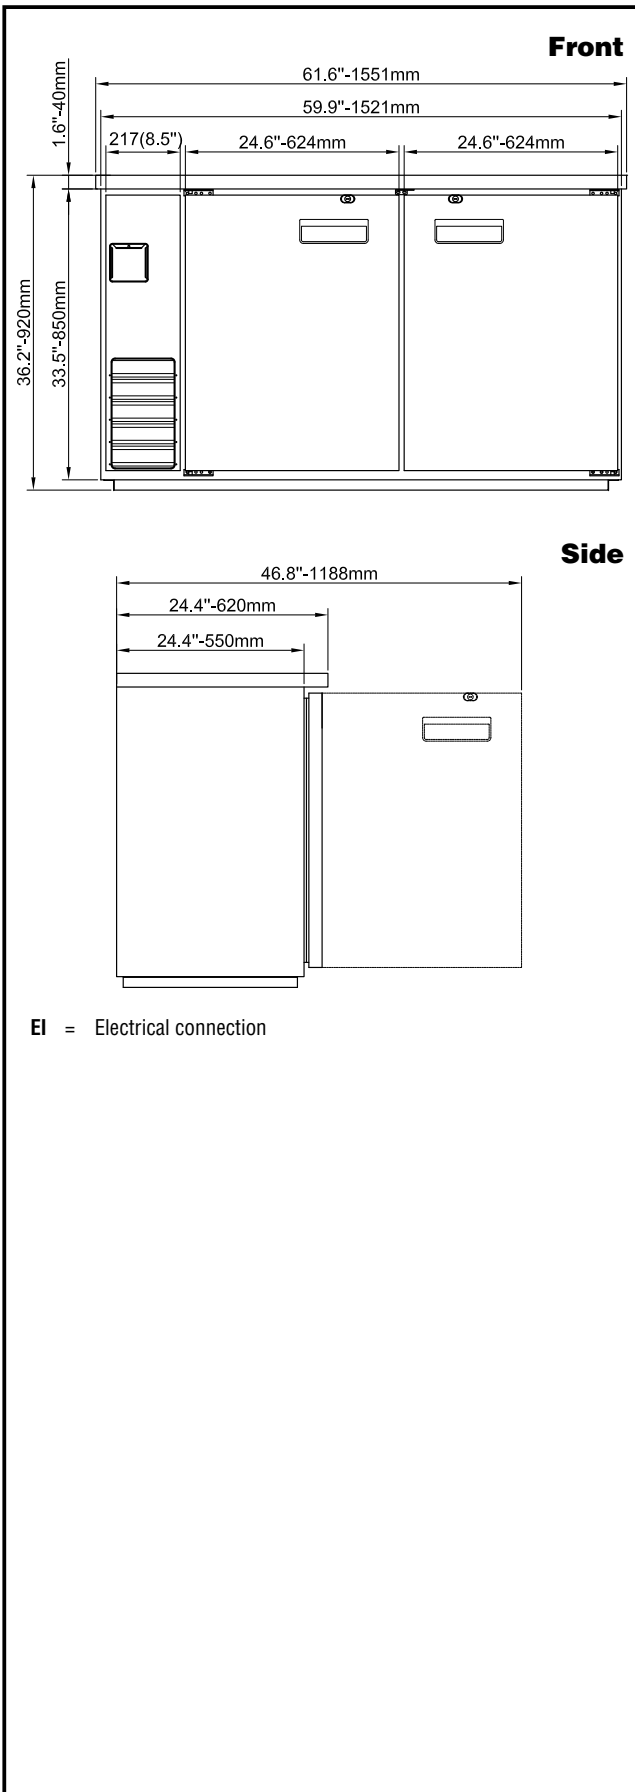 Front
61.6"-1551mm
59.9"-1521mm
1.6"-40mm
217(8.5")
24.6"-624mm
24.6"-624mm
36.2"-920mm
33.5"-850mm
Side
46.8"-1188mm
24.4"-620mm
24.4"-550mm
EI = Electrical connection